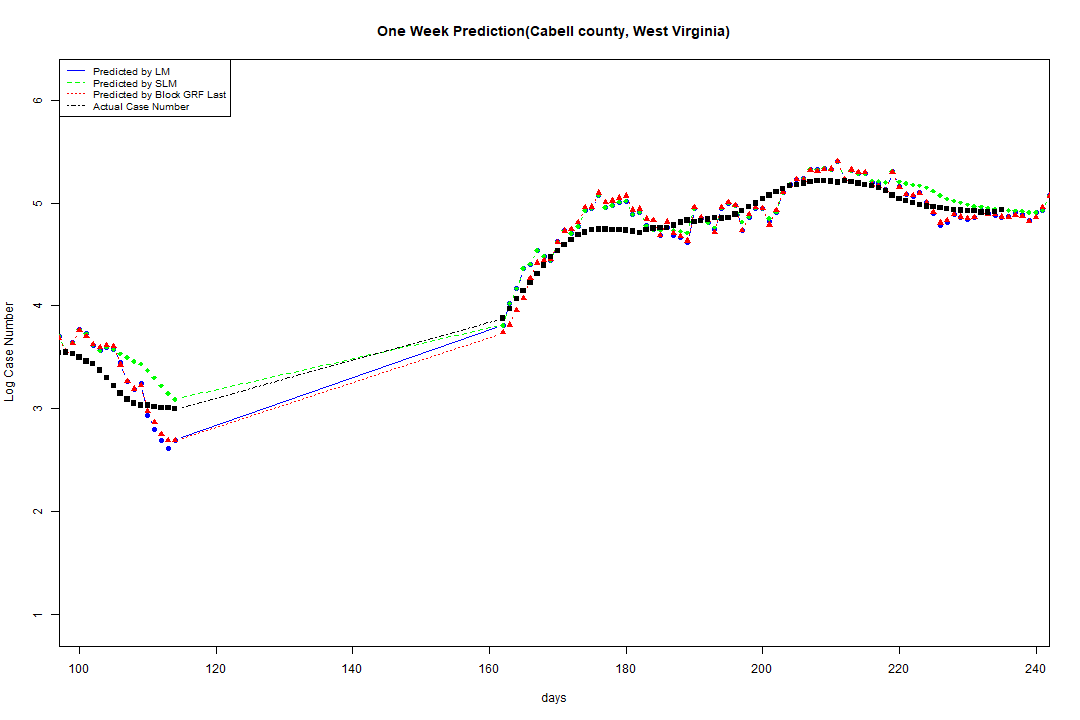 One Week Prediction(Cabell county, West Virginia)
Predicted by LM
Predicted by SLM
Predicted by Block GRF Last
Actual Case Number
6
5
4
3
2
1
Log Case Number
100 120 140 160 180 200 220 240
days